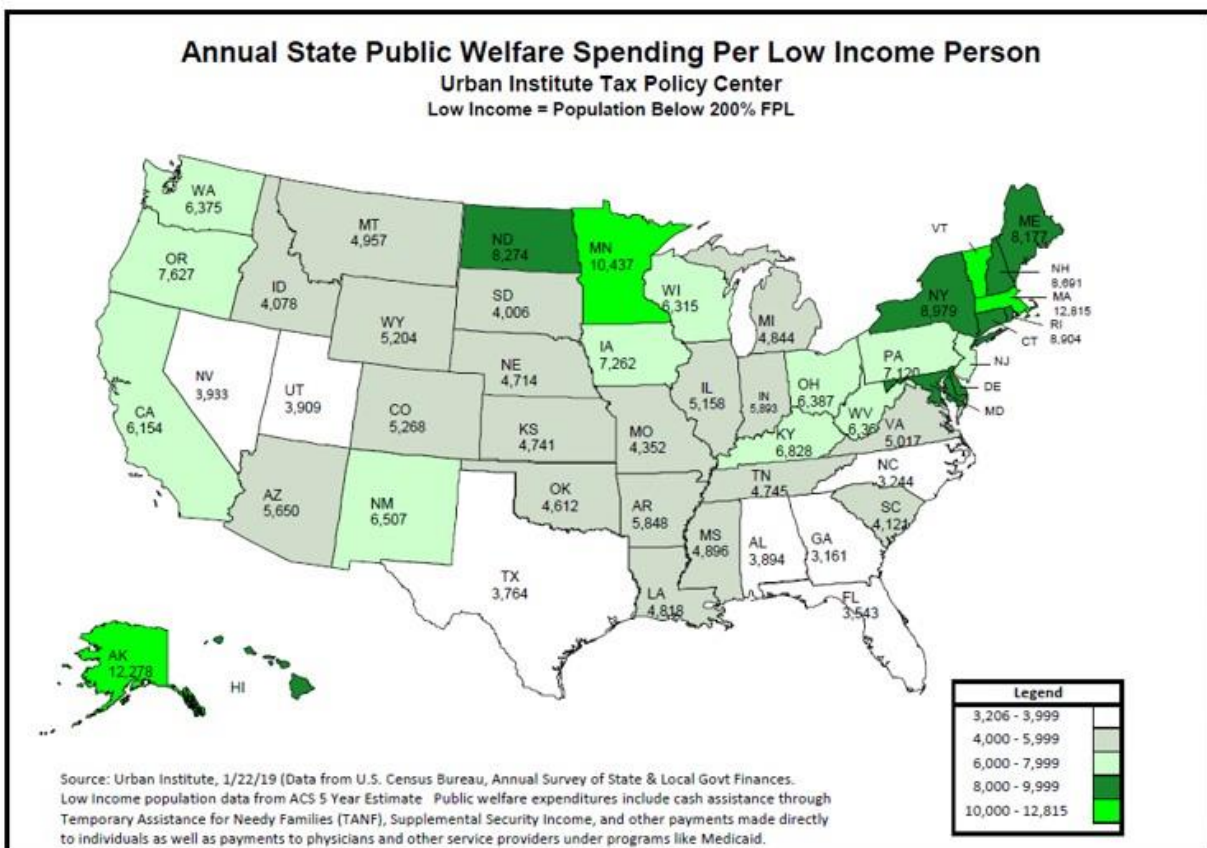 Annual State Public Welfare Spending Per Low Income Person
Urban Institute Tax Policy Center
Low Income = Population Below 200% FPL
WA
6,375
OR
7,627
CA
6,154
NV
3,933
ID
4,078
MT
4,957
WY
5,204
UT
3,909
AZ
5,650
CO
5,268
NM
6,507
ND
8,274
SD
4,006
NE
4,714
KS
4,741
OK
4,612
TX
3,764
MN
10,437
IA
7,262
MO
4,352
AR
5,848
LA
4,818
WI
6,315
IL
5,158
MI
4,844
IN
5,893
OH
6,387
KY
6,828
TN
4,745
MS
4,896
AL
3,894
GA
3,161
FL
3,543
SC
4,121
NC
3,244
VA
5,017
WV
6,36
PA
7,120
NY
8,979
VT
ME
8,177
NH
8,691
MA
12,815
RI
8,904
CT
NJ
DE
MD
AK
12,278
HI
Legend
3,206 - 3,999
4,000 - 5,999
6,000 - 7,999
8,000 - 9,999
10,000 - 12,815
Source: Urban Institute, 1/22/19 (Data from U.S. Census Bureau, Annual Survey of State & Local Govt Finances.
Low Income population data from ACS 5 Year Estimate Public welfare expenditures include cash assistance through
Temporary Assistance for Needy Families (TANF), Supplemental Security Income, and other payments made directly
to individuals as well as payments to physicians and other service providers under programs like Medicaid.